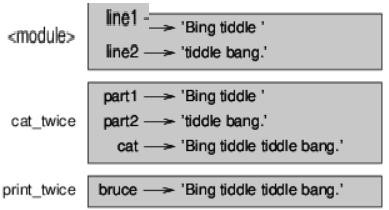 line1 → 'Bing tiddle '
<module> line2 → 'tiddle bang.'
part1 → 'Bing tiddle '
cat_twice part2 → 'tiddle bang.'
cat → 'Bing tiddle tiddle bang.'
print_twice bruce → 'Bing tiddle tiddle bang.'